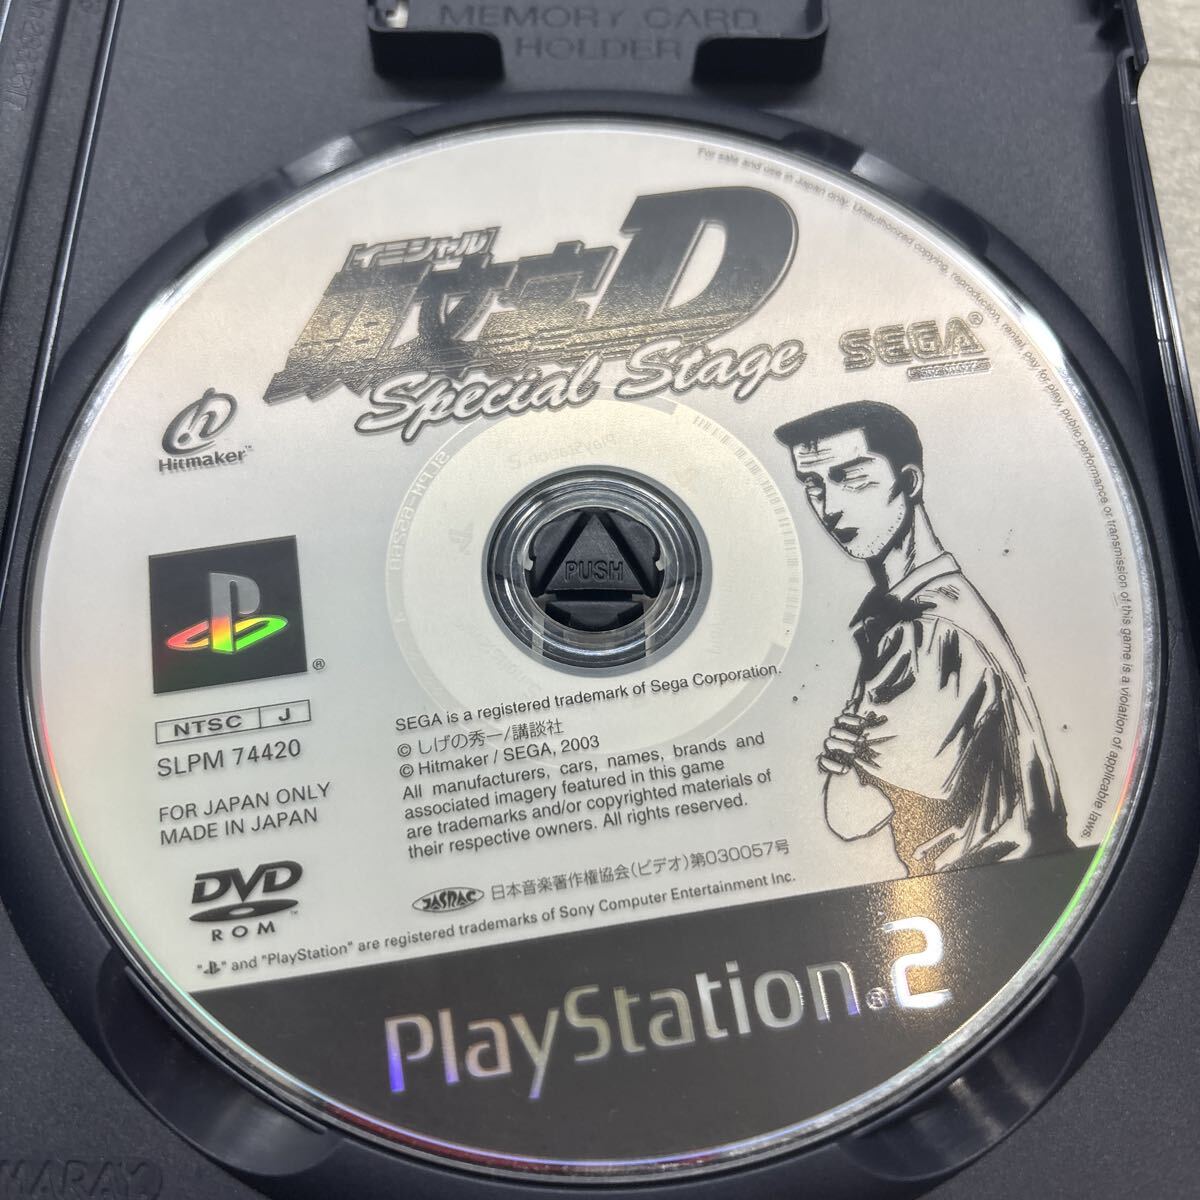 MEMORY CARD
HOLDER
For sale and use in Japan only. Unauthorized copying, reproduction, rental, pay for play, public performance or transmission of this game is a violation of applicable laws.
[イニシャル]
頭文字D
Special Stage
SEGA®
Hitmaker™
PUSH
®
NTSC J
SLPM 74420
FOR JAPAN ONLY
MADE IN JAPAN
SEGA is a registered trademark of Sega Corporation.
© しげの秀一/講談社
© Hitmaker / SEGA, 2003
All manufacturers, cars, names, brands and
associated imagery featured in this game
are trademarks and/or copyrighted materials of
their respective owners. All rights reserved.
DVD
ROM
JASRAC 日本音楽著作権協会(ビデオ)第030057号
" " and "PlayStation" are registered trademarks of Sony Computer Entertainment Inc.
PlayStation®2